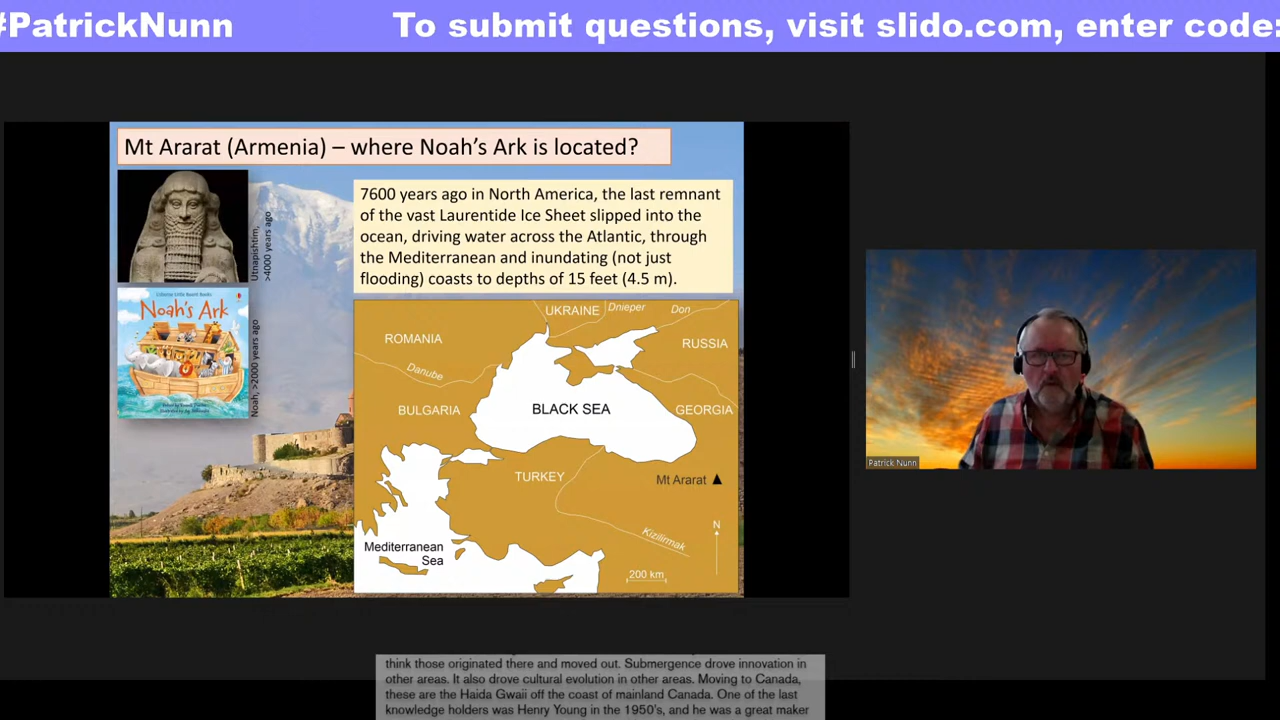 #PatrickNunn To submit questions, visit slido.com, enter code:
Mt Ararat (Armenia) – where Noah's Ark is located?
Utnapishtim,
>4000 years ago
Noah's Ark
Noah, >2000 years ago
7600 years ago in North America, the last remnant
of the vast Laurentide Ice Sheet slipped into the
ocean, driving water across the Atlantic, through
the Mediterranean and inundating (not just
flooding) coasts to depths of 15 feet (4.5 m).
UKRAINE
Dnieper
Don
ROMANIA
RUSSIA
Danube
BULGARIA
BLACK SEA
GEORGIA
TURKEY
Mt Ararat
Kizilirmak
N
Mediterranean
Sea
200 km
Patrick Nunn
think those originated there and moved out. Submergence drove innovation in
other areas. It also drove cultural evolution in other areas. Moving to Canada,
these are the Haida Gwaii off the coast of mainland Canada. One of the last
knowledge holders was Henry Young in the 1950's, and he was a great maker